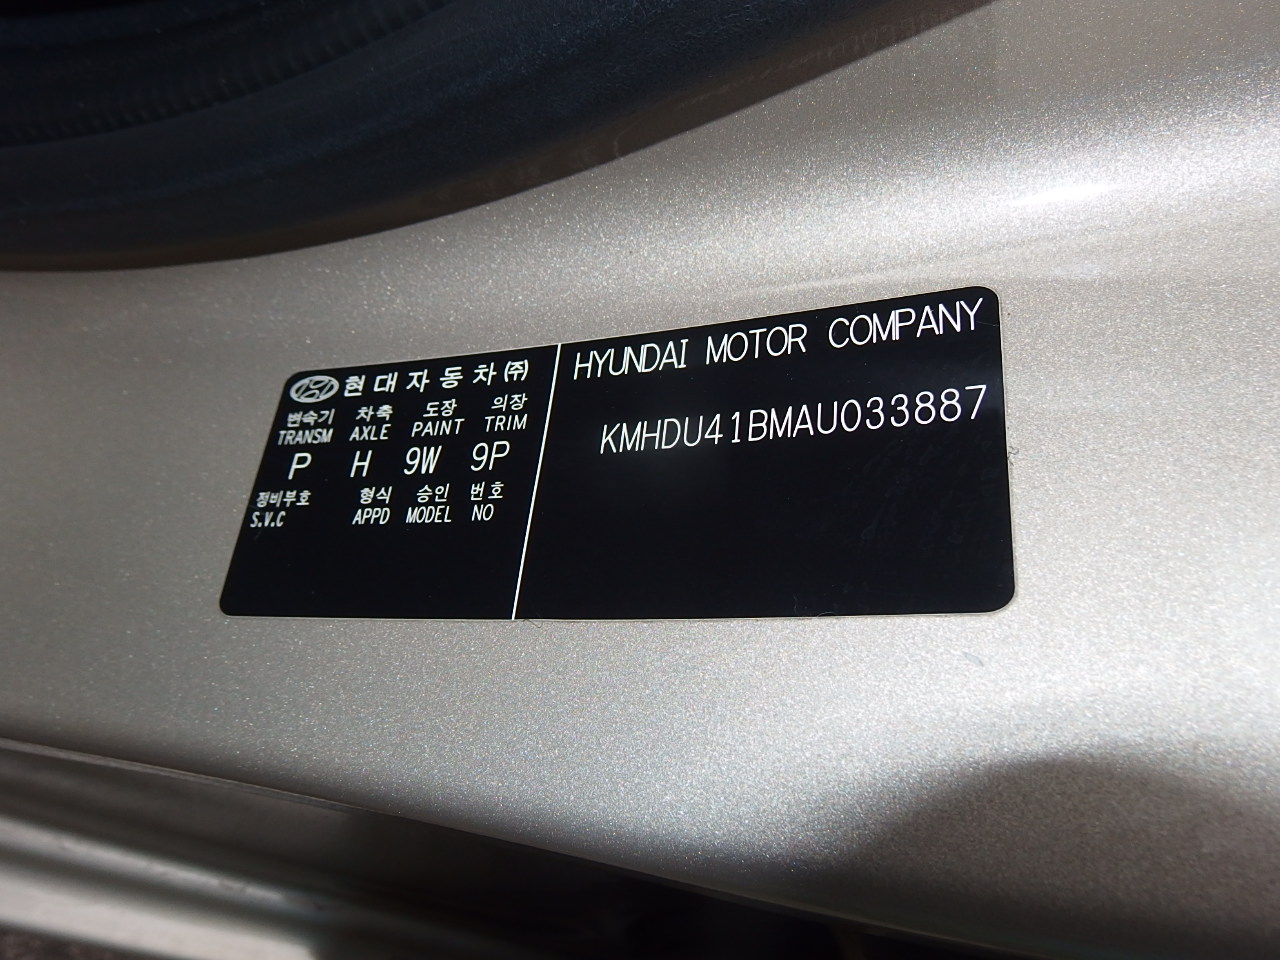 현대자동차㈜
변속기 차축 도장 의장
TRANSM AXLE PAINT TRIM
P H 9W 9P
정비부호 형식 승인 번호
S.V.C APPD MODEL NO
HYUNDAI MOTOR COMPANY
KMHDU41BMAU033887